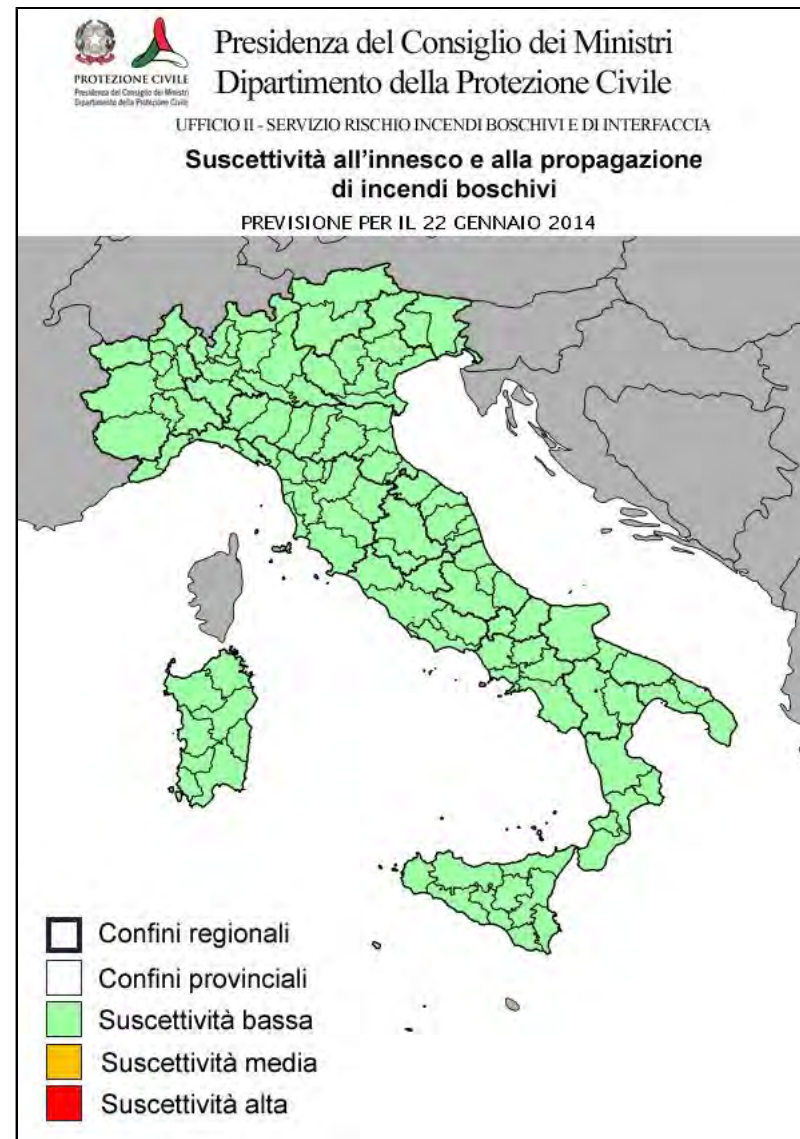 Presidenza del Consiglio dei Ministri
Dipartimento della Protezione Civile
PROTEZIONE CIVILE
Presidenza del Consiglio dei Ministri
Dipartimento della Protezione Civile
UFFICIO II - SERVIZIO RISCHIO INCENDI BOSCHIVI E DI INTERFACCIA
Suscettività all'innesco e alla propagazione
di incendi boschivi
PREVISIONE PER IL 22 GENNAIO 2014
Confini regionali
Confini provinciali
Suscettività bassa
Suscettività media
Suscettività alta